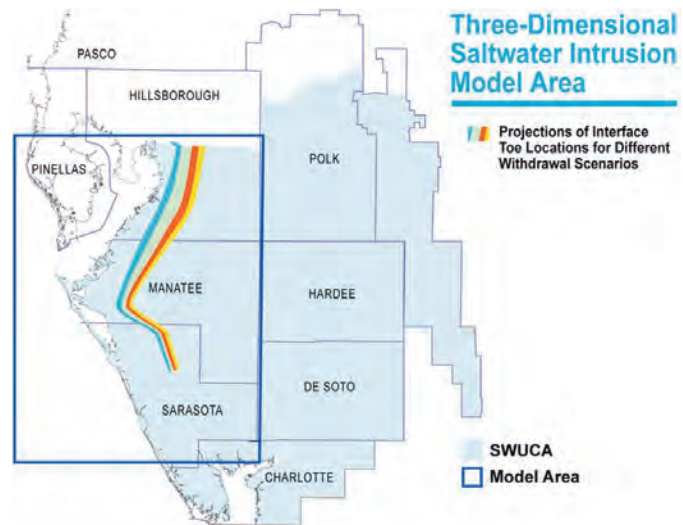 Three-Dimensional
Saltwater Intrusion
Model Area
Projections of Interface
Toe Locations for Different
Withdrawal Scenarios
PASCO
HILLSBOROUGH
PINELLAS
POLK
MANATEE
HARDEE
DE SOTO
SARASOTA
CHARLOTTE
SWUCA
Model Area